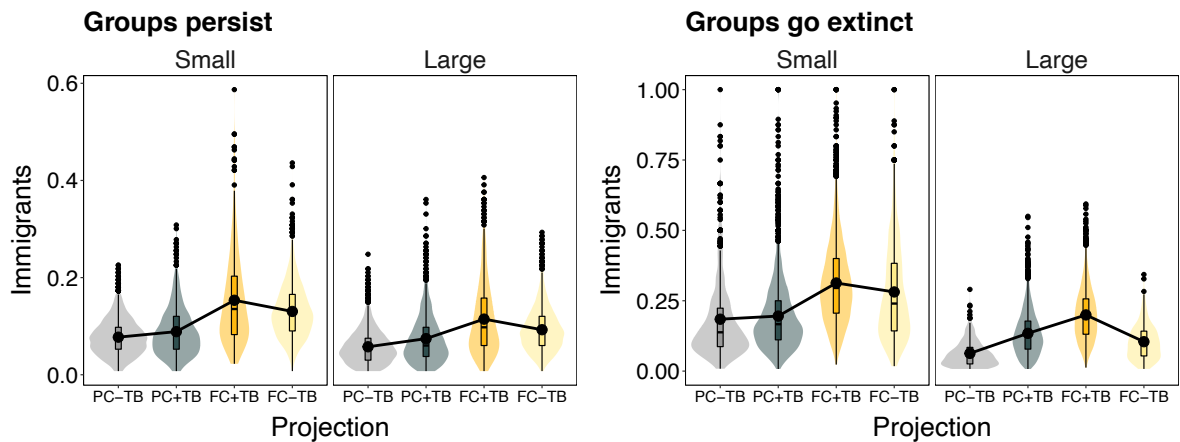 Groups persist
Small Large
Immigrants
0.6
0.4
0.2
0.0
PC−TB PC+TB FC+TB FC−TB PC−TB PC+TB FC+TB FC−TB
Projection
Groups go extinct
Small Large
Immigrants
1.00
0.75
0.50
0.25
0.00
PC−TB PC+TB FC+TB FC−TB PC−TB PC+TB FC+TB FC−TB
Projection